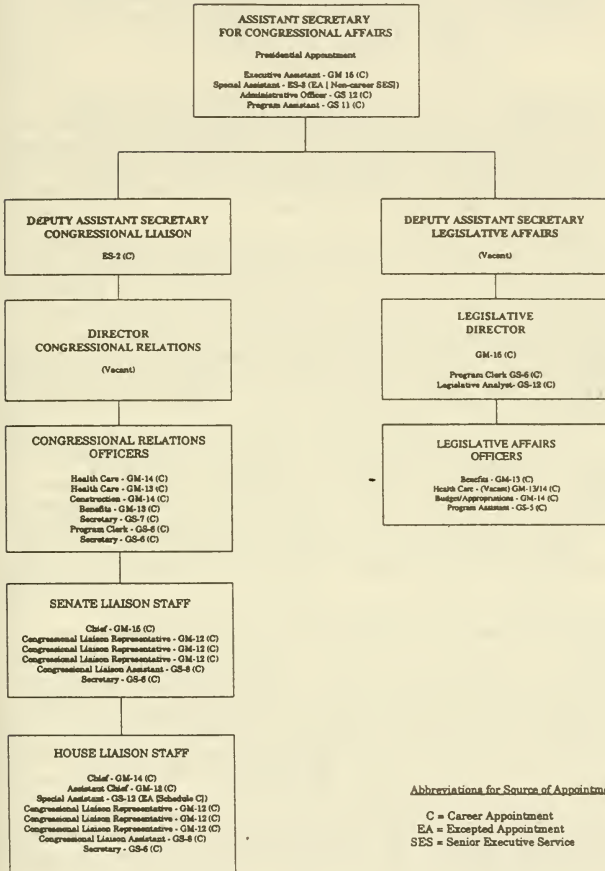 ASSISTANT SECRETARY
FOR CONGRESSIONAL AFFAIRS
Presidential Appointment
Executive Assistant - GM 15 (C)
Special Assistant - ES-3 (EA [ Non-career SES])
Administrative Officer - GS 12 (C)
Program Assistant - GS 11 (C)
DEPUTY ASSISTANT SECRETARY
CONGRESSIONAL LIAISON
ES-2 (C)
DIRECTOR
CONGRESSIONAL RELATIONS
(Vacant)
CONGRESSIONAL RELATIONS
OFFICERS
Health Care - GM-14 (C)
Health Care - GM-13 (C)
Construction - GM-14 (C)
Benefits - GM-13 (C)
Secretary - GS-7 (C)
Program Clerk - GS-6 (C)
Secretary - GS-6 (C)
SENATE LIAISON STAFF
Chief - GM-15 (C)
Congressional Liaison Representative - GM-12 (C)
Congressional Liaison Representative - GM-12 (C)
Congressional Liaison Representative - GM-12 (C)
Congressional Liaison Assistant - GS-8 (C)
Secretary - GS-6 (C)
HOUSE LIAISON STAFF
Chief - GM-14 (C)
Assistant Chief - GM-13 (C)
Special Assistant - GS-12 (EA [Schedule C])
Congressional Liaison Representative - GM-12 (C)
Congressional Liaison Representative - GM-12 (C)
Congressional Liaison Representative - GM-12 (C)
Congressional Liaison Assistant - GS-8 (C)
Secretary - GS-6 (C)
DEPUTY ASSISTANT SECRETARY
LEGISLATIVE AFFAIRS
(Vacant)
LEGISLATIVE
DIRECTOR
GM-15 (C)
Program Clerk GS-6 (C)
Legislative Analyst- GS-12 (C)
LEGISLATIVE AFFAIRS
OFFICERS
Benefits - GM-13 (C)
Health Care - (Vacant) GM-13/14 (C)
Budget/Appropriations - GM-14 (C)
Program Assistant - GS-5 (C)
Abbreviations for Source of Appointme
C = Career Appointment
EA = Excepted Appointment
SES = Senior Executive Service